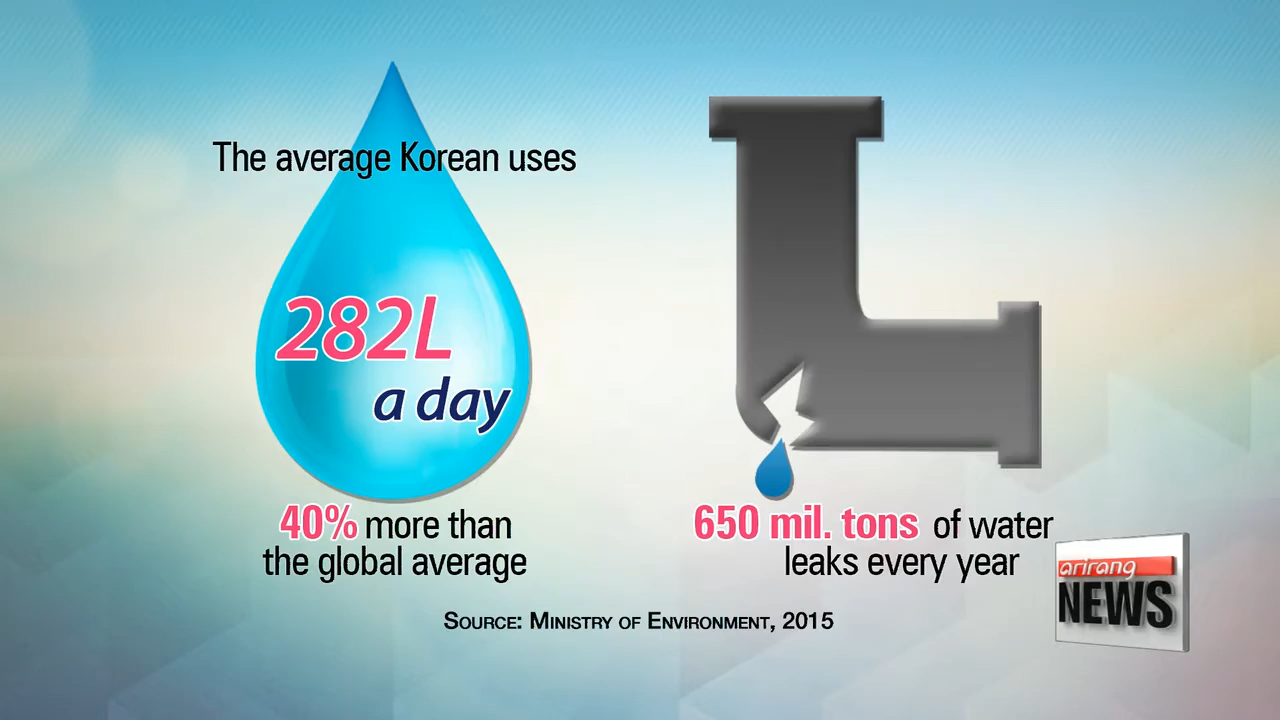 The average Korean uses
282L
a day
40% more than
the global average
650 mil. tons of water
leaks every year
Source: Ministry of Environment, 2015
arirang
NEWS